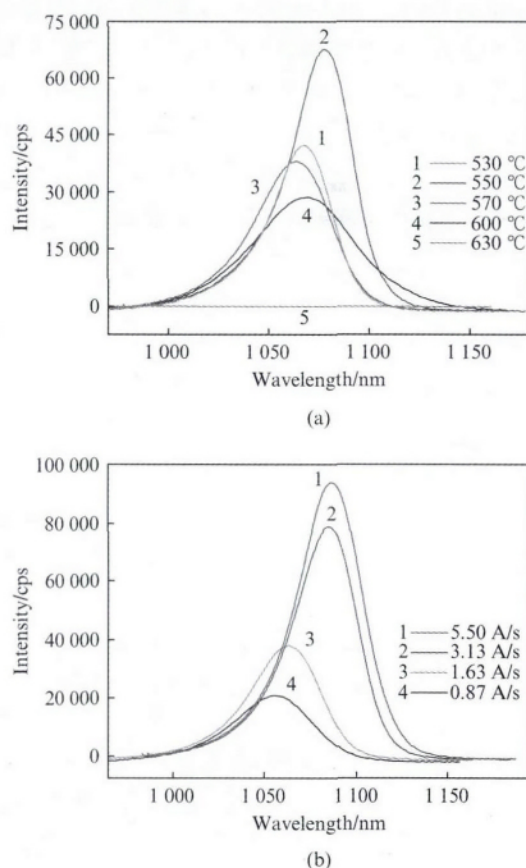 75 000
60 000
45 000
30 000
15 000
0
Intensity/cps
2
1
3
4
5
1 530 ℃
2 550 ℃
3 570 ℃
4 600 ℃
5 630 ℃
1 000 1 050 1 100 1 150
Wavelength/nm
(a)
100 000
80 000
60 000
40 000
20 000
0
Intensity/cps
1
2
3
4
1 5.50 A/s
2 3.13 A/s
3 1.63 A/s
4 0.87 A/s
1 000 1 050 1 100 1 150
Wavelength/nm
(b)